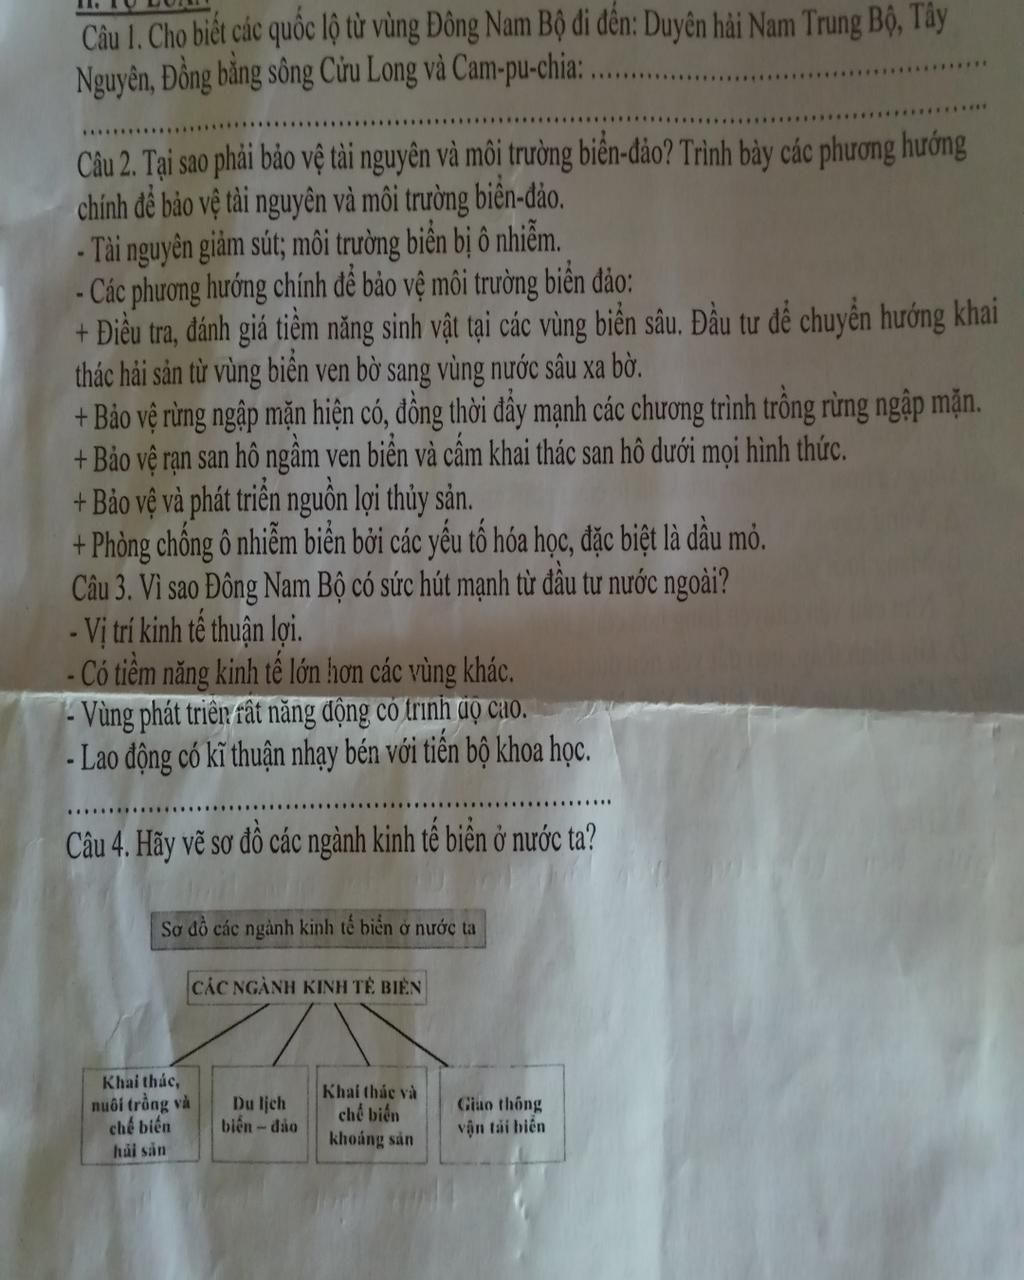 II. TỰ LUẬN
Câu 1. Cho biết các quốc lộ từ vùng Đông Nam Bộ đi đến: Duyên hải Nam Trung Bộ, Tây
Nguyên, Đồng bằng sông Cửu Long và Cam-pu-chia: ..........................................................
..............................................................................................................................
Câu 2. Tại sao phải bảo vệ tài nguyên và môi trường biển-đảo? Trình bày các phương hướng
chính để bảo vệ tài nguyên và môi trường biển-đảo.
- Tài nguyên giảm sút; môi trường biển bị ô nhiễm.
- Các phương hướng chính để bảo vệ môi trường biển đảo:
+ Điều tra, đánh giá tiềm năng sinh vật tại các vùng biển sâu. Đầu tư để chuyển hướng khai
thác hải sản từ vùng biển ven bờ sang vùng nước sâu xa bờ.
+ Bảo vệ rừng ngập mặn hiện có, đồng thời đẩy mạnh các chương trình trồng rừng ngập mặn.
+ Bảo vệ rạn san hô ngầm ven biển và cấm khai thác san hô dưới mọi hình thức.
+ Bảo vệ và phát triển nguồn lợi thủy sản.
+ Phòng chống ô nhiễm biển bởi các yếu tố hóa học, đặc biệt là dầu mỏ.
Câu 3. Vì sao Đông Nam Bộ có sức hút mạnh từ đầu tư nước ngoài?
- Vị trí kinh tế thuận lợi.
- Có tiềm năng kinh tế lớn hơn các vùng khác.
- Vùng phát triển rất năng động có trình độ cao.
- Lao động có kĩ thuận nhạy bén với tiến bộ khoa học.
..............................................................................
Câu 4. Hãy vẽ sơ đồ các ngành kinh tế biển ở nước ta?
Sơ đồ các ngành kinh tế biển ở nước ta
CÁC NGÀNH KINH TẾ BIỂN
Khai thác,
nuôi trồng và
chế biến
hải sản
Du lịch
biển – đảo
Khai thác và
chế biến
khoáng sản
Giao thông
vận tải biển